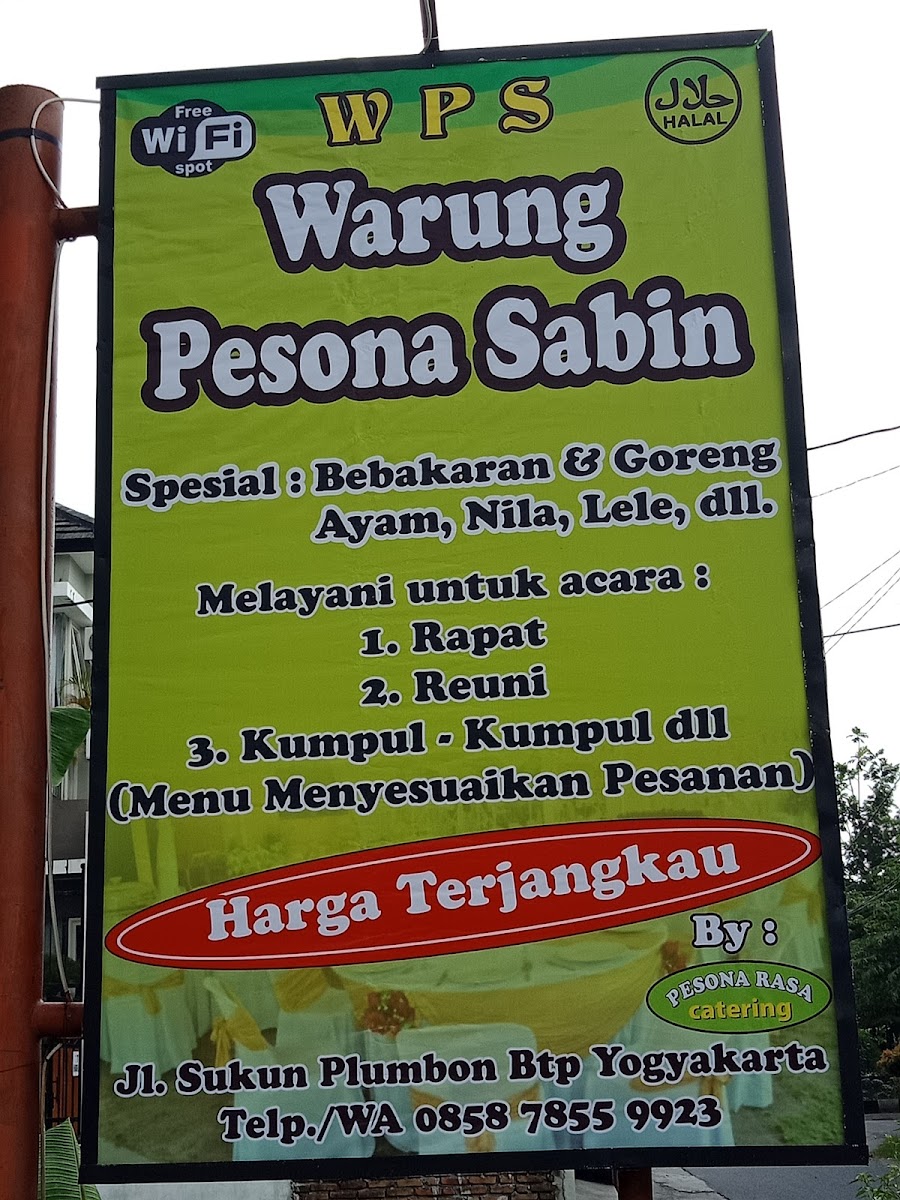 Free
WiFi
spot
W P S
حلال
HALAL
Warung
Pesona Sabin
Spesial : Bebakaran & Goreng
Ayam, Nila, Lele, dll.
Melayani untuk acara :
1. Rapat
2. Reuni
3. Kumpul - Kumpul dll
(Menu Menyesuaikan Pesanan)
Harga Terjangkau
By :
PESONA RASA
catering
Jl. Sukun Plumbon Btp Yogyakarta
Telp./WA 0858 7855 9923